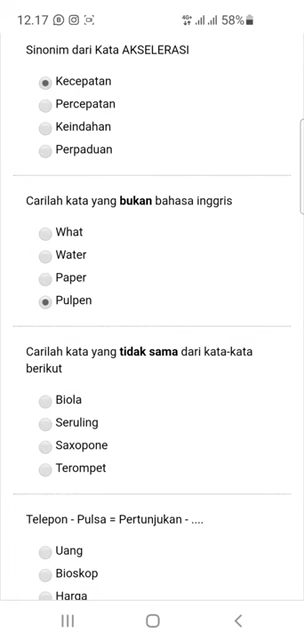 12.17 4G+ 58%
Sinonim dari Kata AKSELERASI
Kecepatan
Percepatan
Keindahan
Perpaduan
Carilah kata yang bukan bahasa inggris
What
Water
Paper
Pulpen
Carilah kata yang tidak sama dari kata-kata
berikut
Biola
Seruling
Saxopone
Terompet
Telepon - Pulsa = Pertunjukan - ....
Uang
Bioskop
Harga